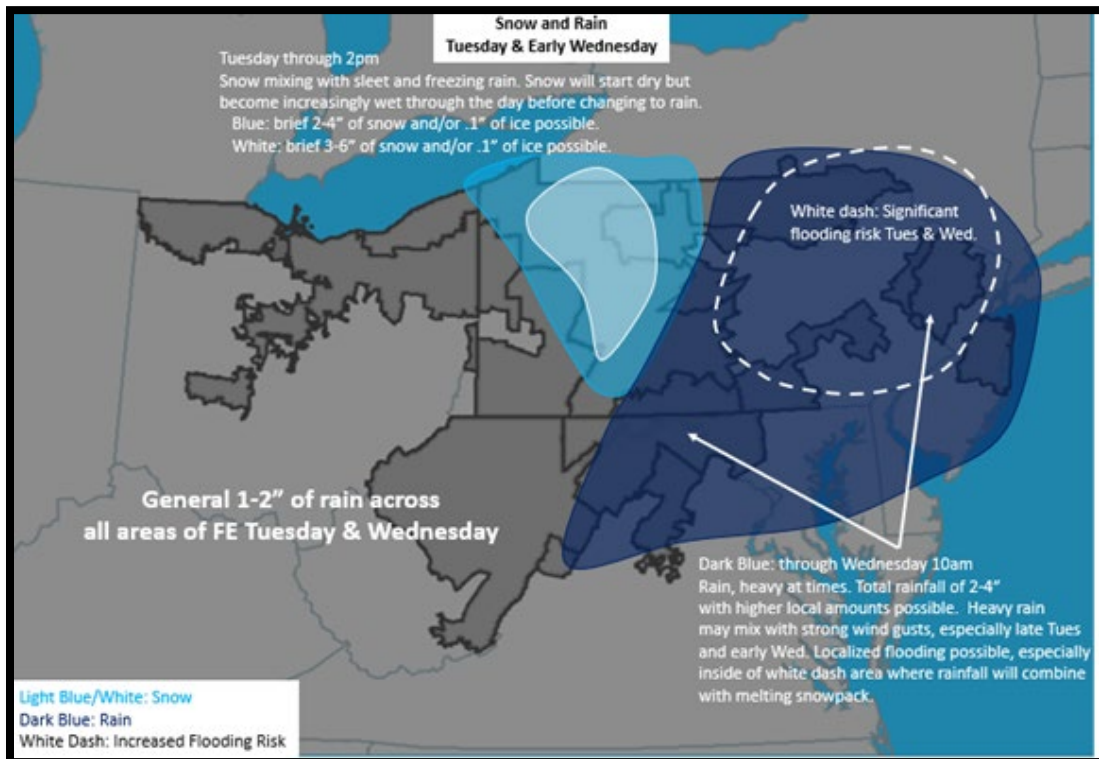 Snow and Rain
Tuesday & Early Wednesday
Tuesday through 2pm
Snow mixing with sleet and freezing rain. Snow will start dry but
become increasingly wet through the day before changing to rain.
Blue: brief 2-4" of snow and/or .1" of ice possible.
White: brief 3-6" of snow and/or .1" of ice possible.
White dash: Significant
flooding risk Tues & Wed.
General 1-2" of rain across
all areas of FE Tuesday & Wednesday
Dark Blue: through Wednesday 10am
Rain, heavy at times. Total rainfall of 2-4"
with higher local amounts possible.  Heavy rain
may mix with strong wind gusts, especially late Tues
and early Wed. Localized flooding possible, especially
inside of white dash area where rainfall will combine
with melting snowpack.
Light Blue/White: Snow
Dark Blue: Rain
White Dash: Increased Flooding Risk